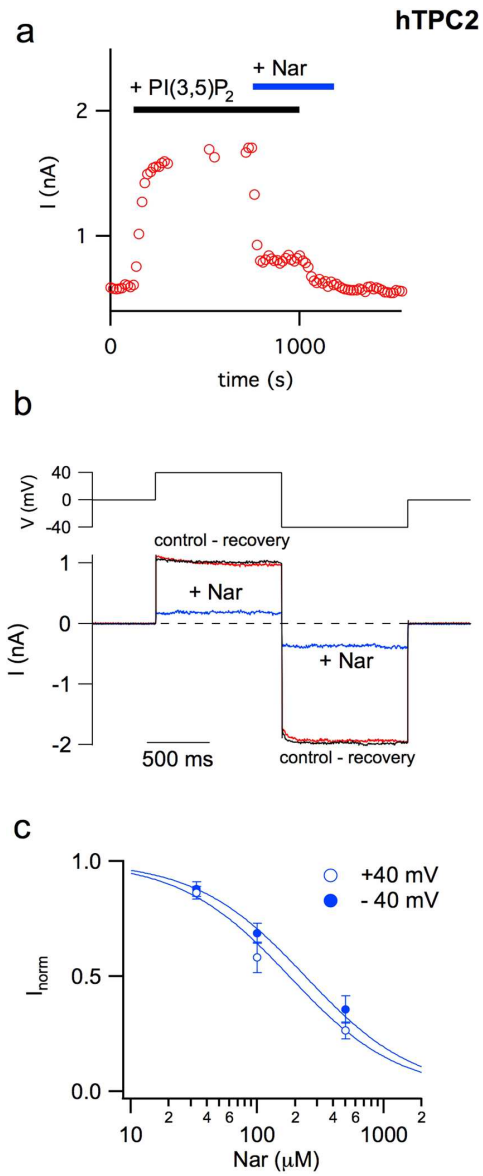 hTPC2
a
+ Nar
+ PI(3,5)P2
2
1
I (nA)
0
1000
time (s)
b
40
0
-40
V (mV)
control - recovery
1
+ Nar
0
+ Nar
-1
-2
I (nA)
500 ms
control - recovery
c
1.0
+40 mV
- 40 mV
0.5
Inorm
0.0
10
2
4
6
100
2
4
6
1000
2
Nar (μM)